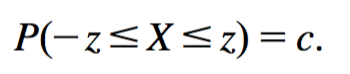 P(−z≤X≤z) = c.